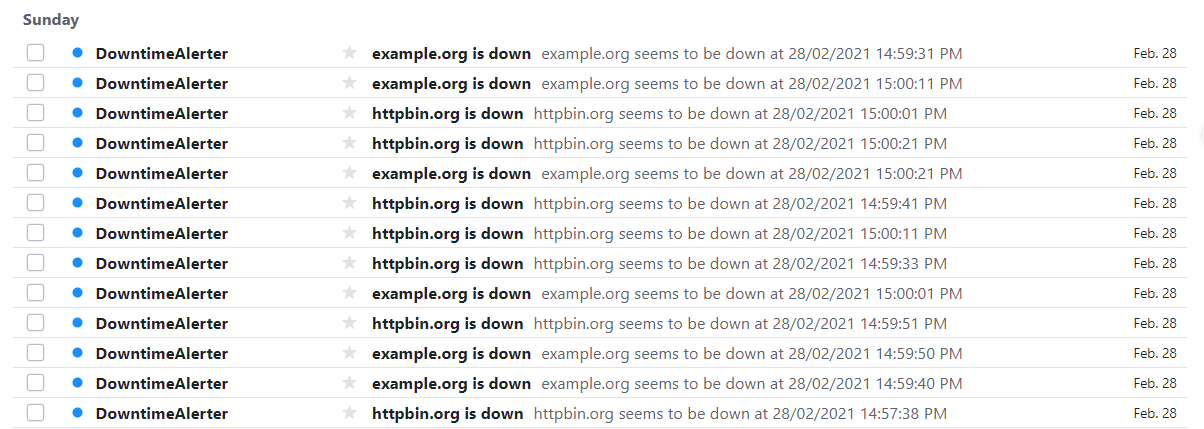 Sunday
DowntimeAlerter example.org is down example.org seems to be down at 28/02/2021 14:59:31 PM Feb. 28
DowntimeAlerter example.org is down example.org seems to be down at 28/02/2021 15:00:11 PM Feb. 28
DowntimeAlerter httpbin.org is down httpbin.org seems to be down at 28/02/2021 15:00:01 PM Feb. 28
DowntimeAlerter httpbin.org is down httpbin.org seems to be down at 28/02/2021 15:00:21 PM Feb. 28
DowntimeAlerter example.org is down example.org seems to be down at 28/02/2021 15:00:21 PM Feb. 28
DowntimeAlerter httpbin.org is down httpbin.org seems to be down at 28/02/2021 14:59:41 PM Feb. 28
DowntimeAlerter httpbin.org is down httpbin.org seems to be down at 28/02/2021 15:00:11 PM Feb. 28
DowntimeAlerter httpbin.org is down httpbin.org seems to be down at 28/02/2021 14:59:33 PM Feb. 28
DowntimeAlerter example.org is down example.org seems to be down at 28/02/2021 15:00:01 PM Feb. 28
DowntimeAlerter httpbin.org is down httpbin.org seems to be down at 28/02/2021 14:59:51 PM Feb. 28
DowntimeAlerter example.org is down example.org seems to be down at 28/02/2021 14:59:50 PM Feb. 28
DowntimeAlerter example.org is down example.org seems to be down at 28/02/2021 14:59:40 PM Feb. 28
DowntimeAlerter httpbin.org is down httpbin.org seems to be down at 28/02/2021 14:57:38 PM Feb. 28